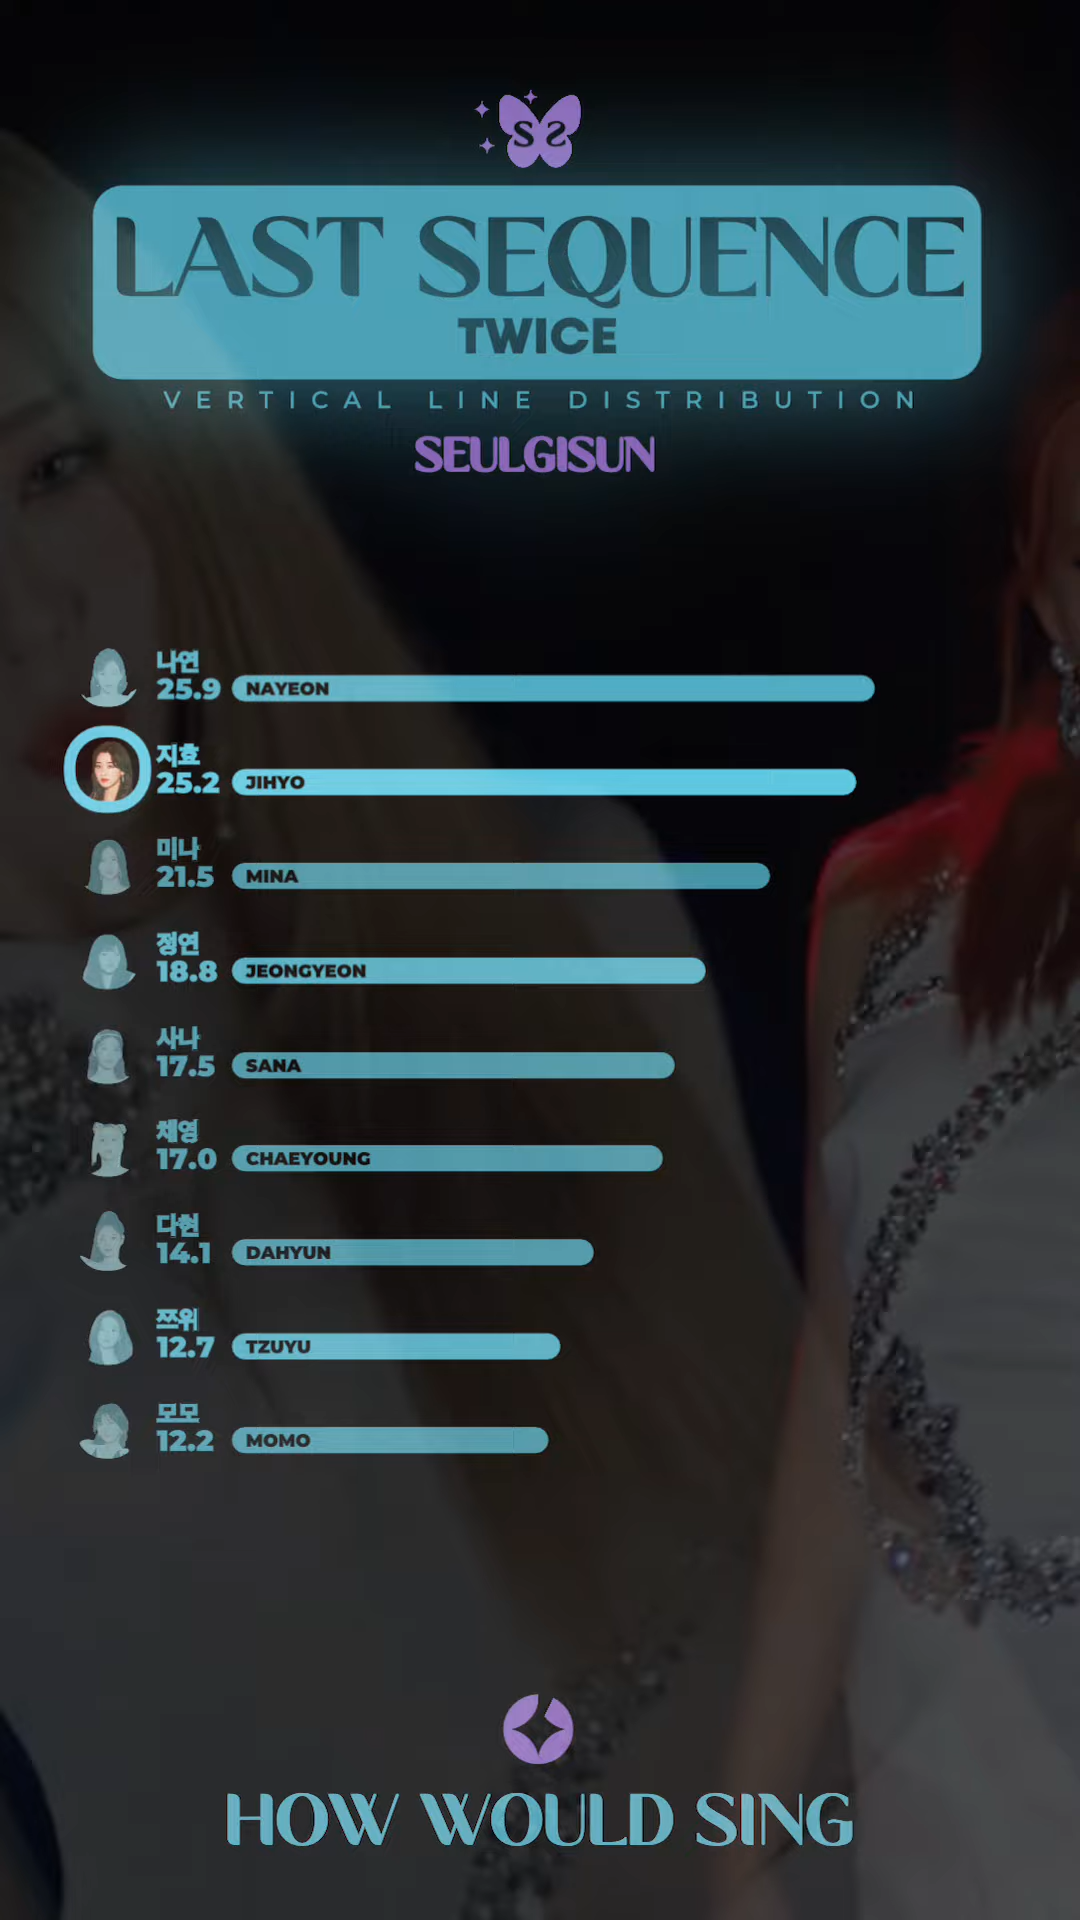 SS
LAST SEQUENCE
TWICE
VERTICAL LINE DISTRIBUTION
SEULGISUN
나연
25.9 NAYEON
지효
25.2 JIHYO
미나
21.5 MINA
정연
18.8 JEONGYEON
사나
17.5 SANA
채영
17.0 CHAEYOUNG
다현
14.1 DAHYUN
쯔위
12.7 TZUYU
모모
12.2 MOMO
HOW WOULD SING